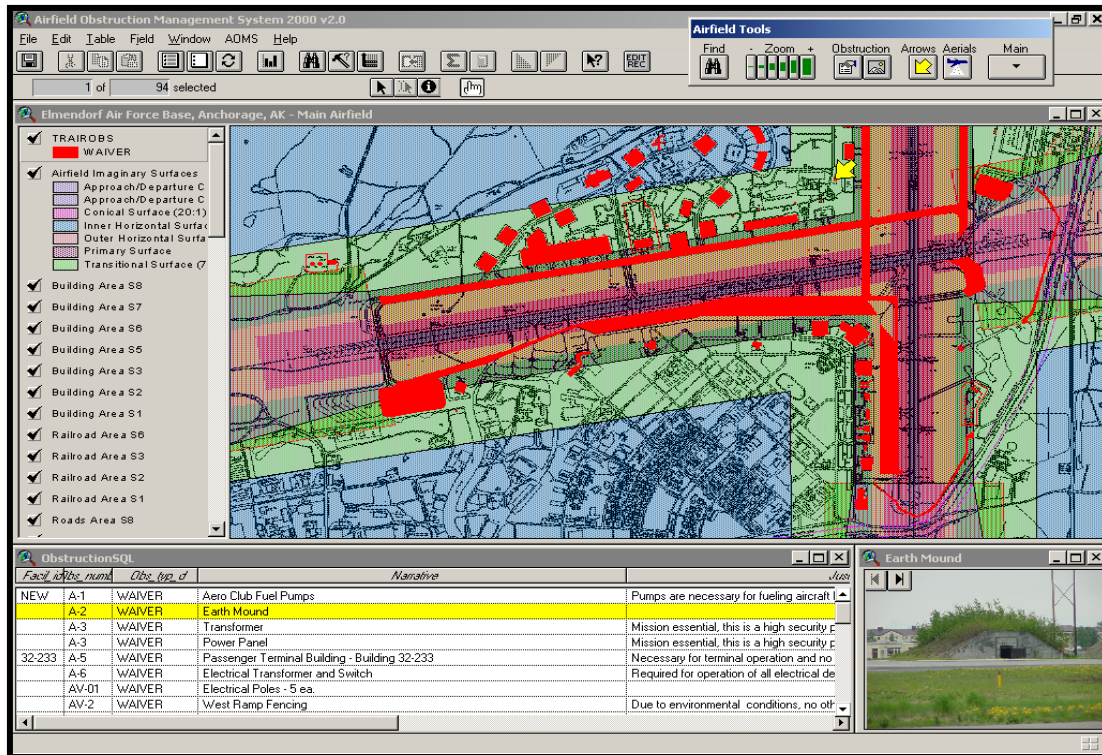 Airfield Obstruction Management System 2000 v2.0
File Edit Table Field Window AOMS Help
Airfield Tools
Find - Zoom + Obstruction Arrows Aerials Main
EDIT REC
1 of 94 selected
Elmendorf Air Force Base, Anchorage, AK - Main Airfield
TRAIROBS
WAIVER
Airfield Imaginary Surfaces
Approach/Departure C
Approach/Departure C
Conical Surface (20:1)
Inner Horizontal Surfac
Outer Horizontal Surfa
Primary Surface
Transitional Surface (7
Building Area S8
Building Area S7
Building Area S6
Building Area S5
Building Area S3
Building Area S2
Building Area S1
Railroad Area S6
Railroad Area S3
Railroad Area S2
Railroad Area S1
Roads Area S8
ObstructionSQL
Facil_id Obs_numb Obs_typ_d Narrative Jus
NEW A-1 WAIVER Aero Club Fuel Pumps Pumps are necessary for fueling aircraft
A-2 WAIVER Earth Mound
A-3 WAIVER Transformer Mission essential, this is a high security p
A-3 WAIVER Power Panel Mission essential, this is a high security p
32-233 A-5 WAIVER Passenger Terminal Building - Building 32-233 Necessary for terminal operation and no
A-6 WAIVER Electrical Transformer and Switch Required for operation of all electrical de
AV-01 WAIVER Electrical Poles - 5 ea.
AV-2 WAIVER West Ramp Fencing Due to environmental conditions, no oth
Earth Mound